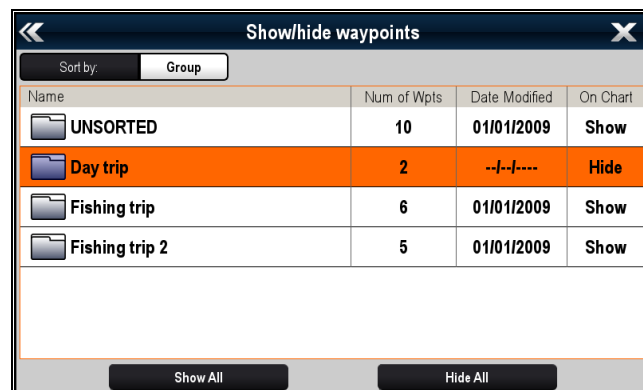 Show/hide waypoints
Sort by: Group
Name Num of Wpts Date Modified On Chart
UNSORTED 10 01/01/2009 Show
Day trip 2 --/--/---- Hide
Fishing trip 6 01/01/2009 Show
Fishing trip 2 5 01/01/2009 Show
Show All Hide All